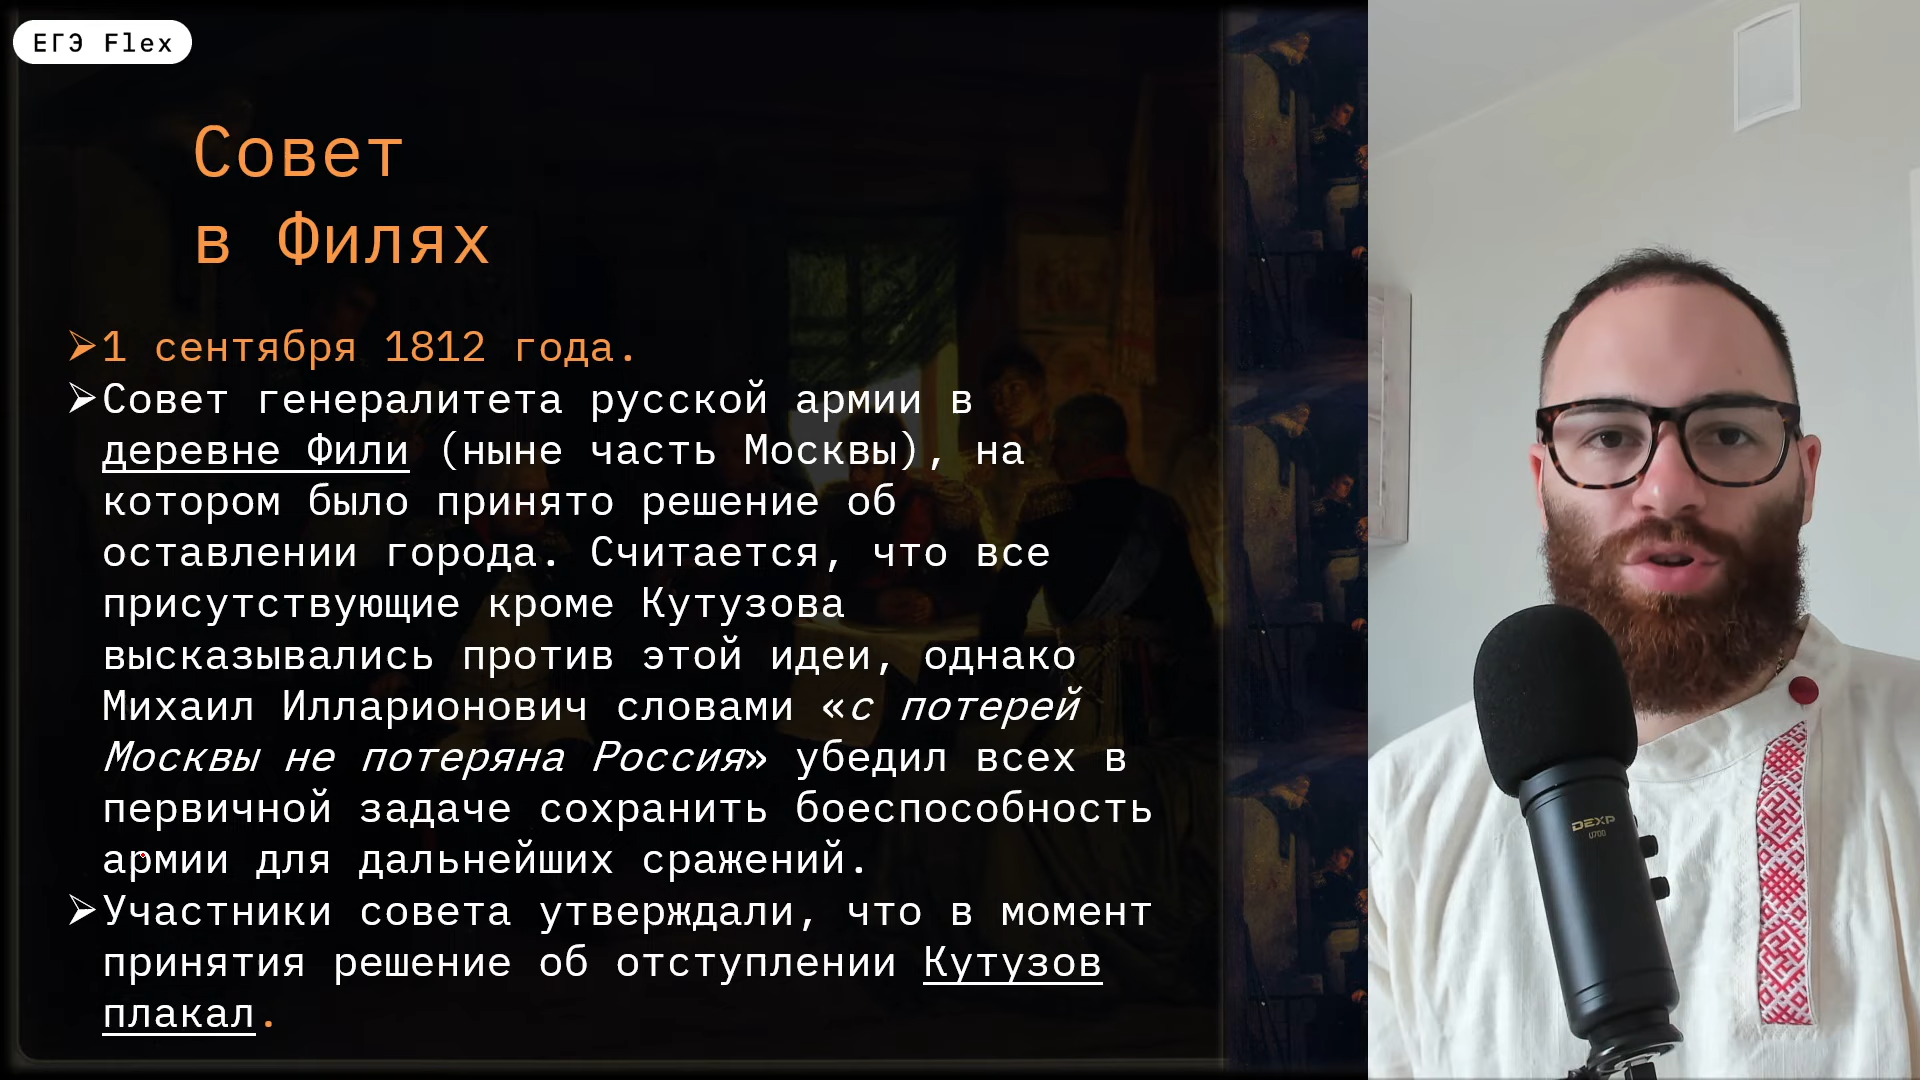 ЕГЭ Flex
Совет
в Филях
➢1 сентября 1812 года.
➢Совет генералитета русской армии в
деревне Фили (ныне часть Москвы), на
котором было принято решение об
оставлении города. Считается, что все
присутствующие кроме Кутузова
высказывались против этой идеи, однако
Михаил Илларионович словами «с потерей
Москвы не потеряна Россия» убедил всех в
первичной задаче сохранить боеспособность
армии для дальнейших сражений.
➢Участники совета утверждали, что в момент
принятия решение об отступлении Кутузов
плакал.
DEXP
U700